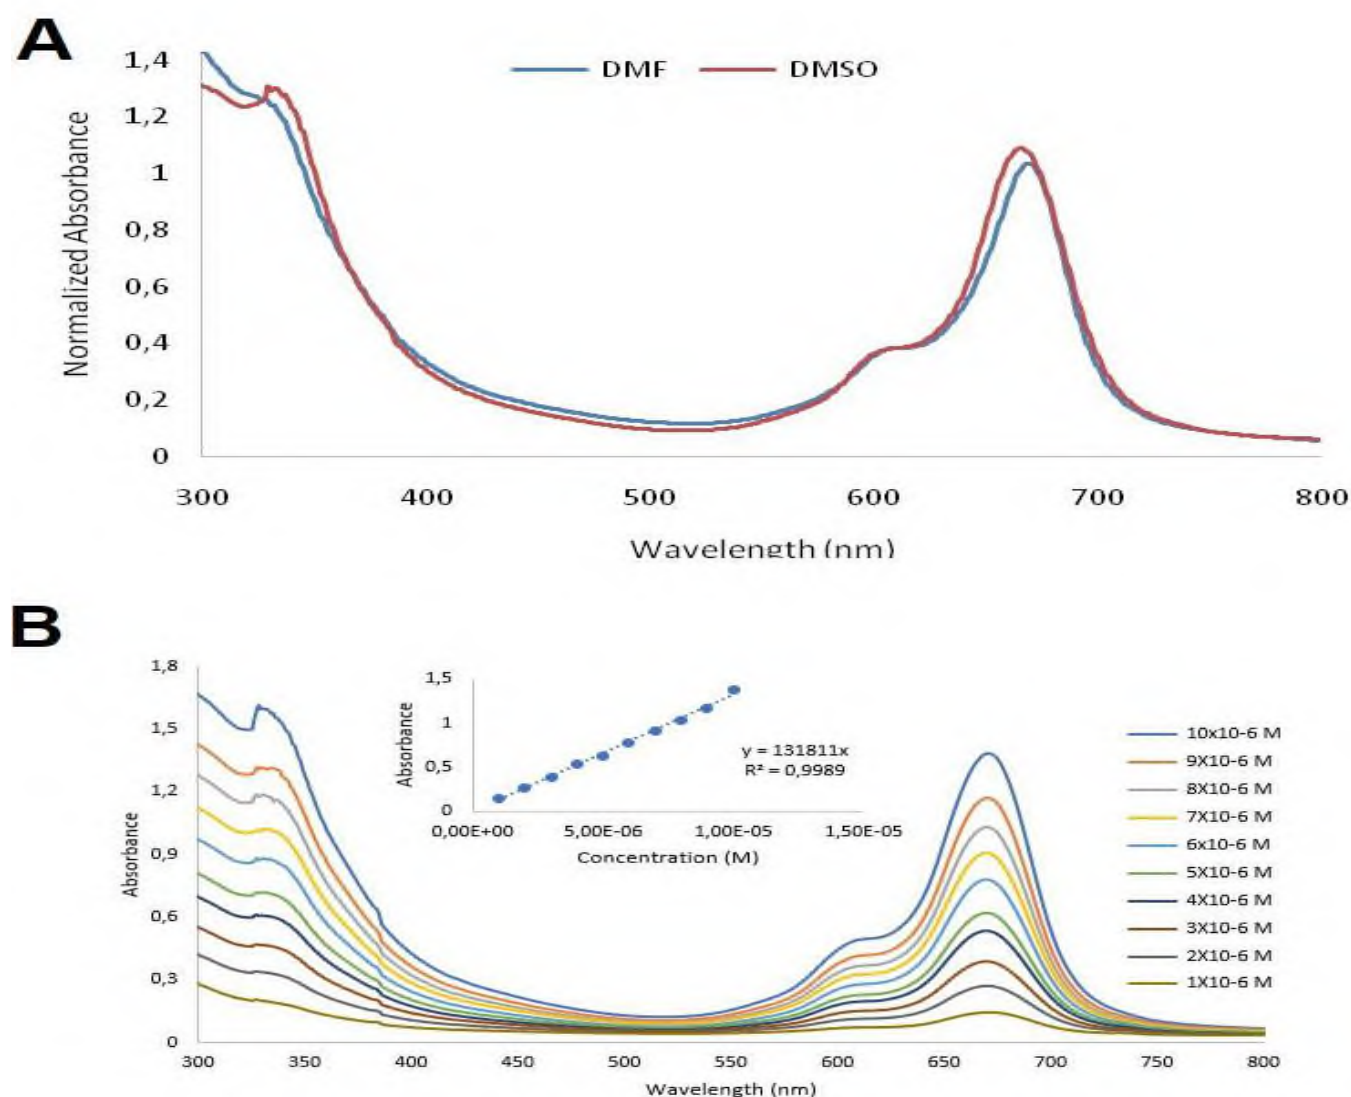 A
DMF DMSO
Normalized Absorbance
1,4
1,2
1
0,8
0,6
0,4
0,2
0
300 400 500 600 700 800
Wavelength (nm)
B
Absorbance
1,8
1,5
1,2
0,9
0,6
0,3
0
300 350 400 450 500 550 600 650 700 750 800
Wavelength (nm)
Absorbance
1,5
1
0,5
0
0,00E+00 5,00E-06 1,00E-05 1,50E-05
Concentration (M)
y = 131811x
R² = 0,9989
10x10-6 M
9X10-6 M
8X10-6 M
7X10-6 M
6x10-6 M
5X10-6 M
4X10-6 M
3X10-6 M
2X10-6 M
1X10-6 M